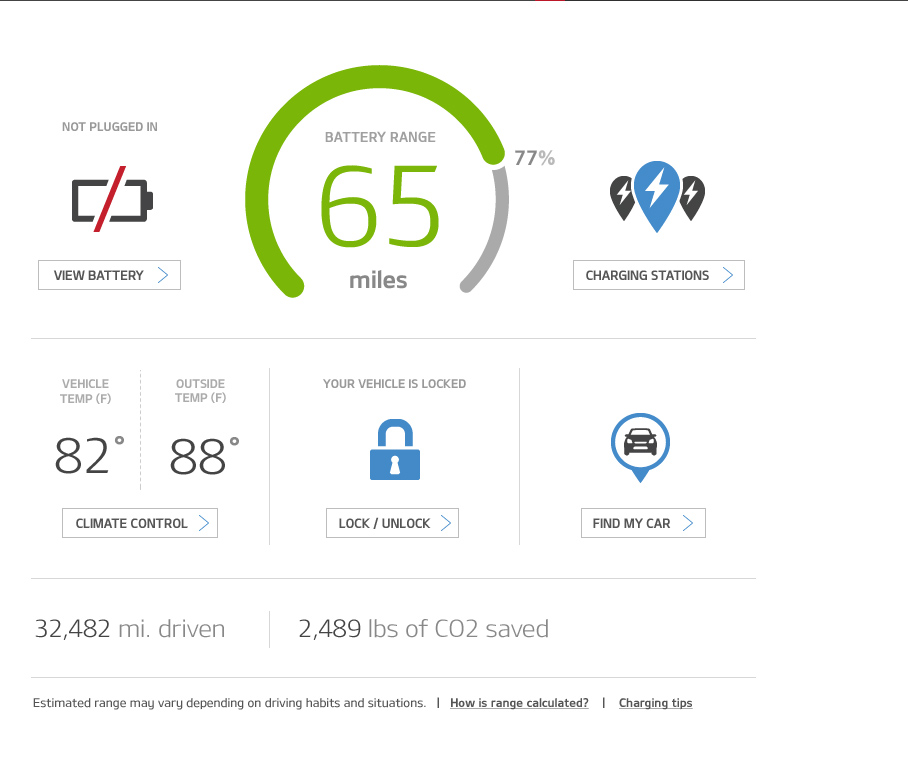 NOT PLUGGED IN
VIEW BATTERY
BATTERY RANGE
65
miles
77%
CHARGING STATIONS
VEHICLE
TEMP (F)
82°
OUTSIDE
TEMP (F)
88°
CLIMATE CONTROL
YOUR VEHICLE IS LOCKED
LOCK / UNLOCK
FIND MY CAR
32,482 mi. driven
2,489 lbs of CO2 saved
Estimated range may vary depending on driving habits and situations. | How is range calculated? | Charging tips